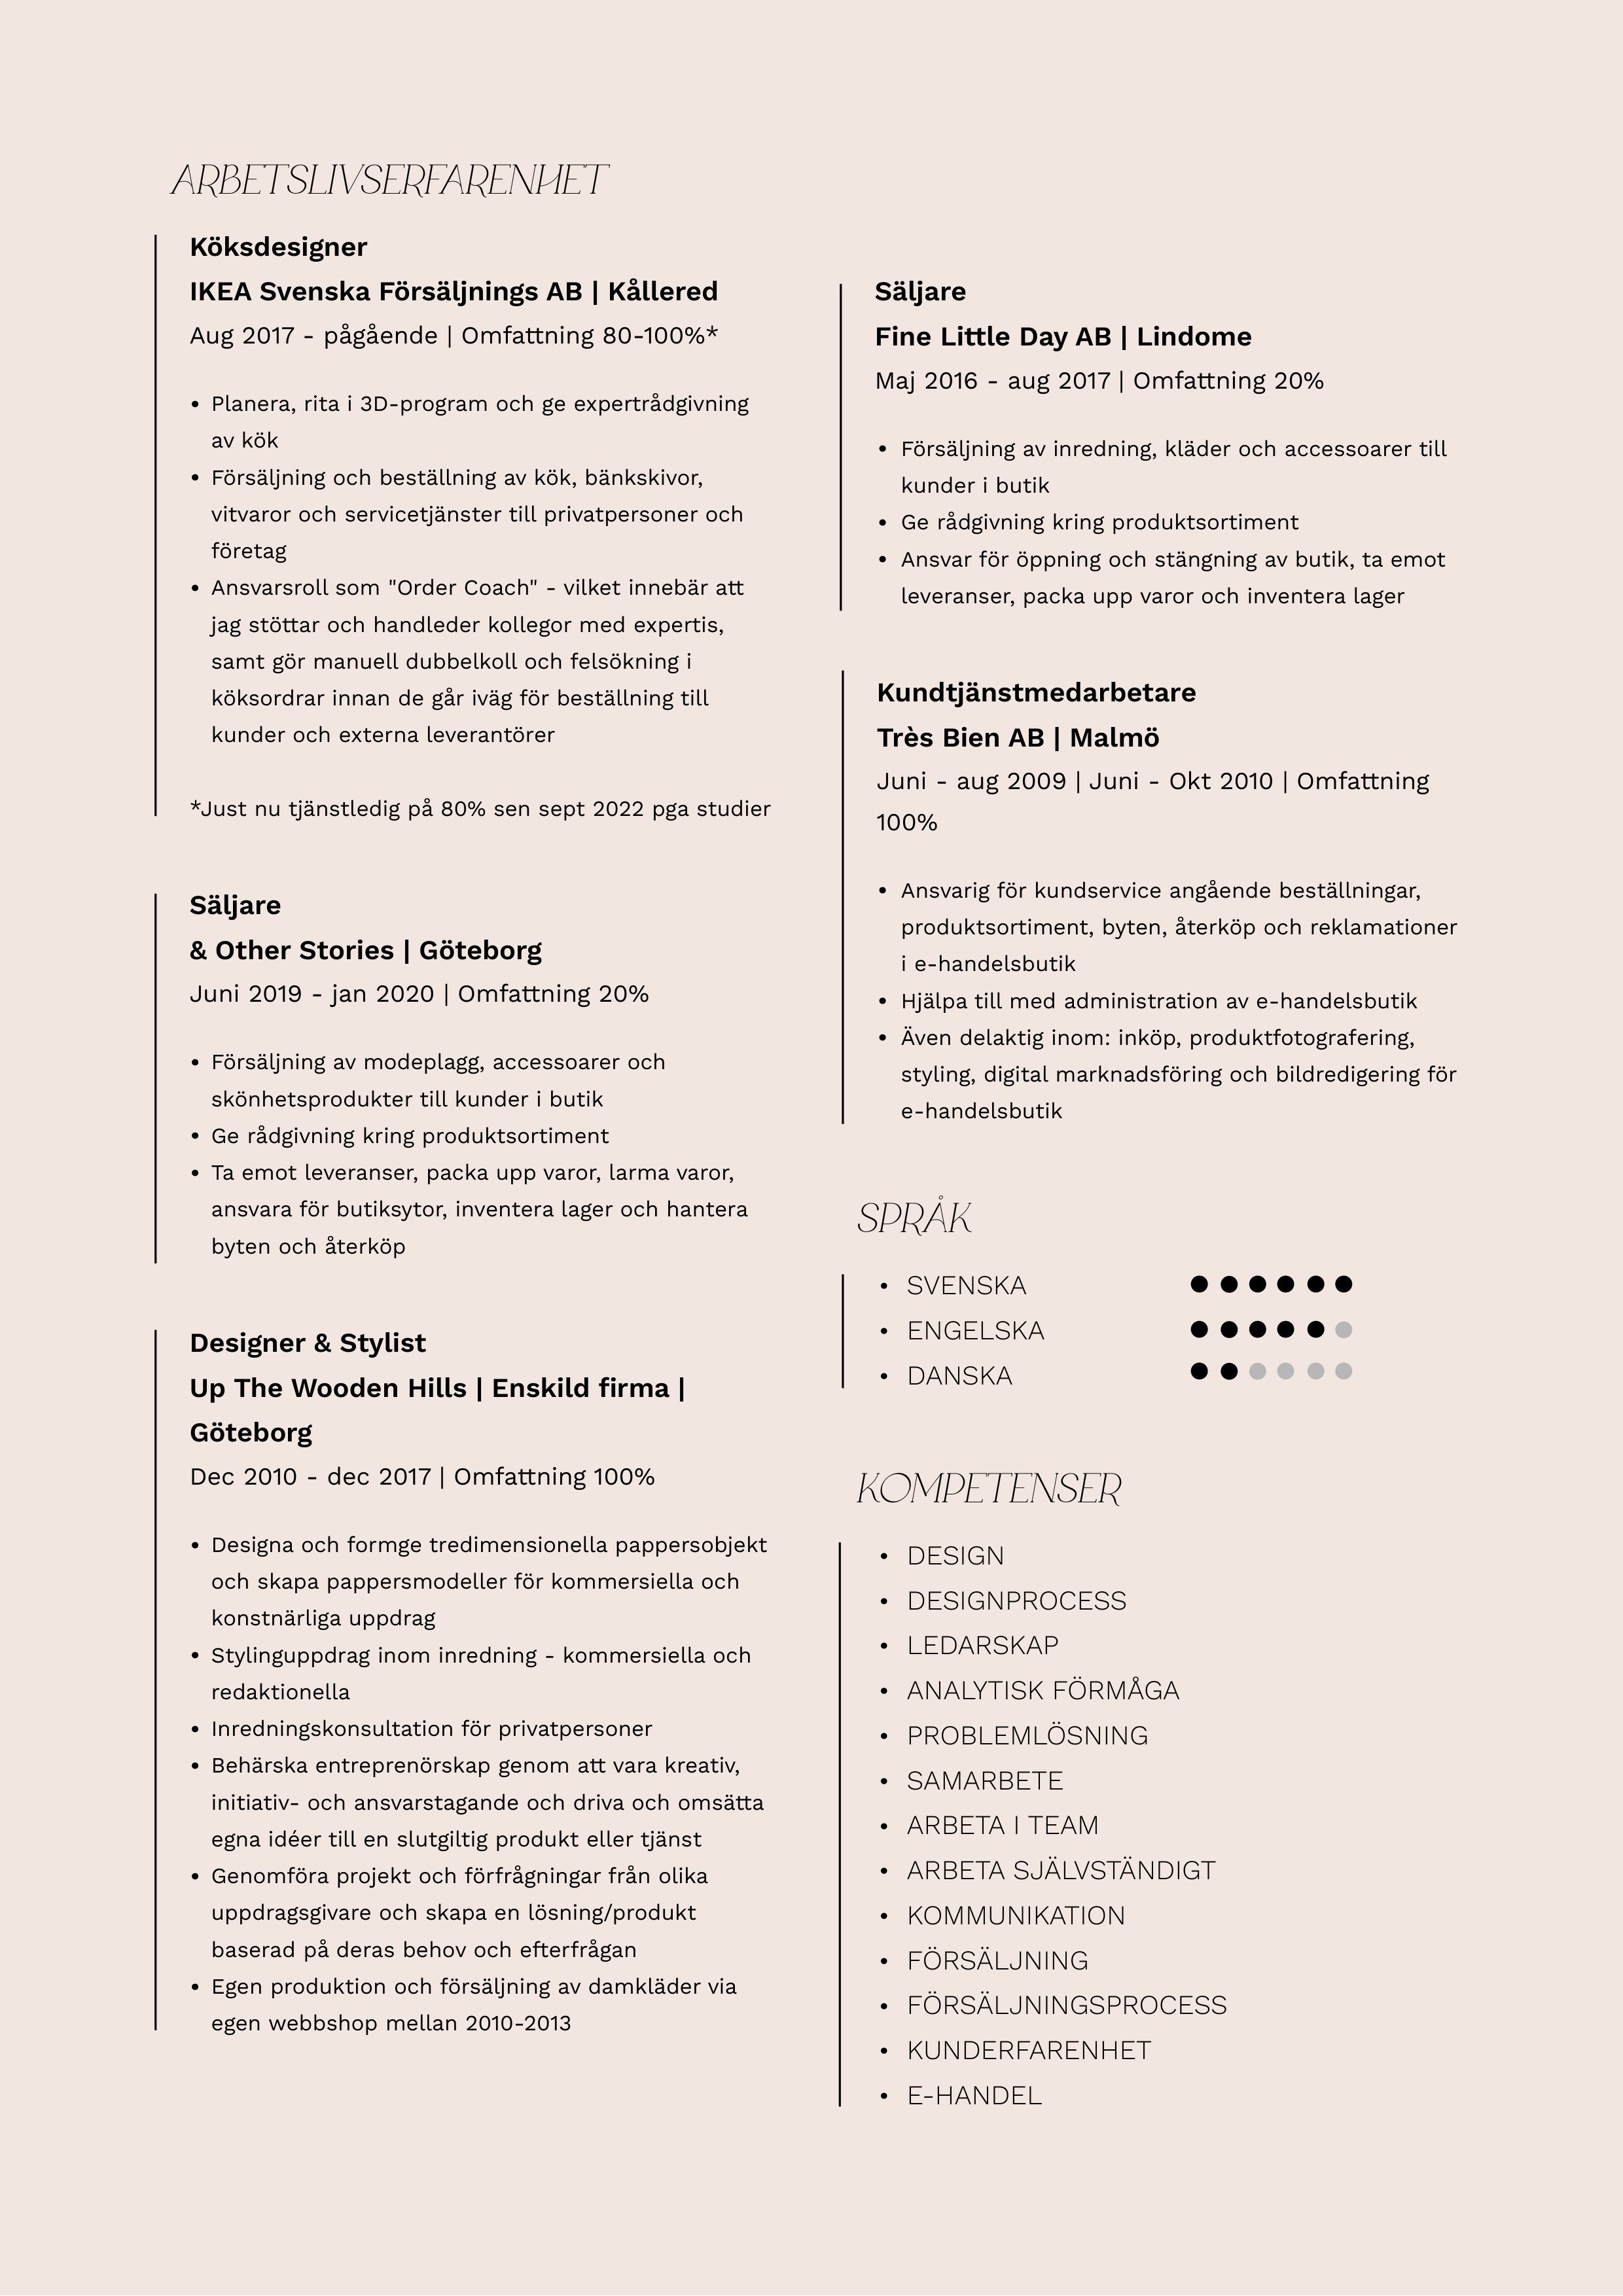 ARBETSLIVSERFARENHET
Köksdesigner
IKEA Svenska Försäljnings AB | Kållered
Aug 2017 - pågående | Omfattning 80-100%*
• Planera, rita i 3D-program och ge expertrådgivning
av kök
• Försäljning och beställning av kök, bänkskivor,
vitvaror och servicetjänster till privatpersoner och
företag
• Ansvarsroll som "Order Coach" - vilket innebär att
jag stöttar och handleder kollegor med expertis,
samt gör manuell dubbelkoll och felsökning i
köksordrar innan de går iväg för beställning till
kunder och externa leverantörer
*Just nu tjänstledig på 80% sen sept 2022 pga studier
Säljare
& Other Stories | Göteborg
Juni 2019 - jan 2020 | Omfattning 20%
• Försäljning av modeplagg, accessoarer och
skönhetsprodukter till kunder i butik
• Ge rådgivning kring produktsortiment
• Ta emot leveranser, packa upp varor, larma varor,
ansvara för butiksytor, inventera lager och hantera
byten och återköp
Designer & Stylist
Up The Wooden Hills | Enskild firma |
Göteborg
Dec 2010 - dec 2017 | Omfattning 100%
• Designa och formge tredimensionella pappersobjekt
och skapa pappersmodeller för kommersiella och
konstnärliga uppdrag
• Stylinguppdrag inom inredning - kommersiella och
redaktionella
• Inredningskonsultation för privatpersoner
• Behärska entreprenörskap genom att vara kreativ,
initiativ- och ansvarstagande och driva och omsätta
egna idéer till en slutgiltig produkt eller tjänst
• Genomföra projekt och förfrågningar från olika
uppdragsgivare och skapa en lösning/produkt
baserad på deras behov och efterfrågan
• Egen produktion och försäljning av damkläder via
egen webbshop mellan 2010-2013
Säljare
Fine Little Day AB | Lindome
Maj 2016 - aug 2017 | Omfattning 20%
• Försäljning av inredning, kläder och accessoarer till
kunder i butik
• Ge rådgivning kring produktsortiment
• Ansvar för öppning och stängning av butik, ta emot
leveranser, packa upp varor och inventera lager
Kundtjänstmedarbetare
Très Bien AB | Malmö
Juni - aug 2009 | Juni - Okt 2010 | Omfattning
100%
• Ansvarig för kundservice angående beställningar,
produktsortiment, byten, återköp och reklamationer
i e-handelsbutik
• Hjälpa till med administration av e-handelsbutik
• Även delaktig inom: inköp, produktfotografering,
styling, digital marknadsföring och bildredigering för
e-handelsbutik
SPRÅK
• SVENSKA
• ENGELSKA
• DANSKA
KOMPETENSER
• DESIGN
• DESIGNPROCESS
• LEDARSKAP
• ANALYTISK FÖRMÅGA
• PROBLEMLÖSNING
• SAMARBETE
• ARBETA I TEAM
• ARBETA SJÄLVSTÄNDIGT
• KOMMUNIKATION
• FÖRSÄLJNING
• FÖRSÄLJNINGSPROCESS
• KUNDERFARENHET
• E-HANDEL